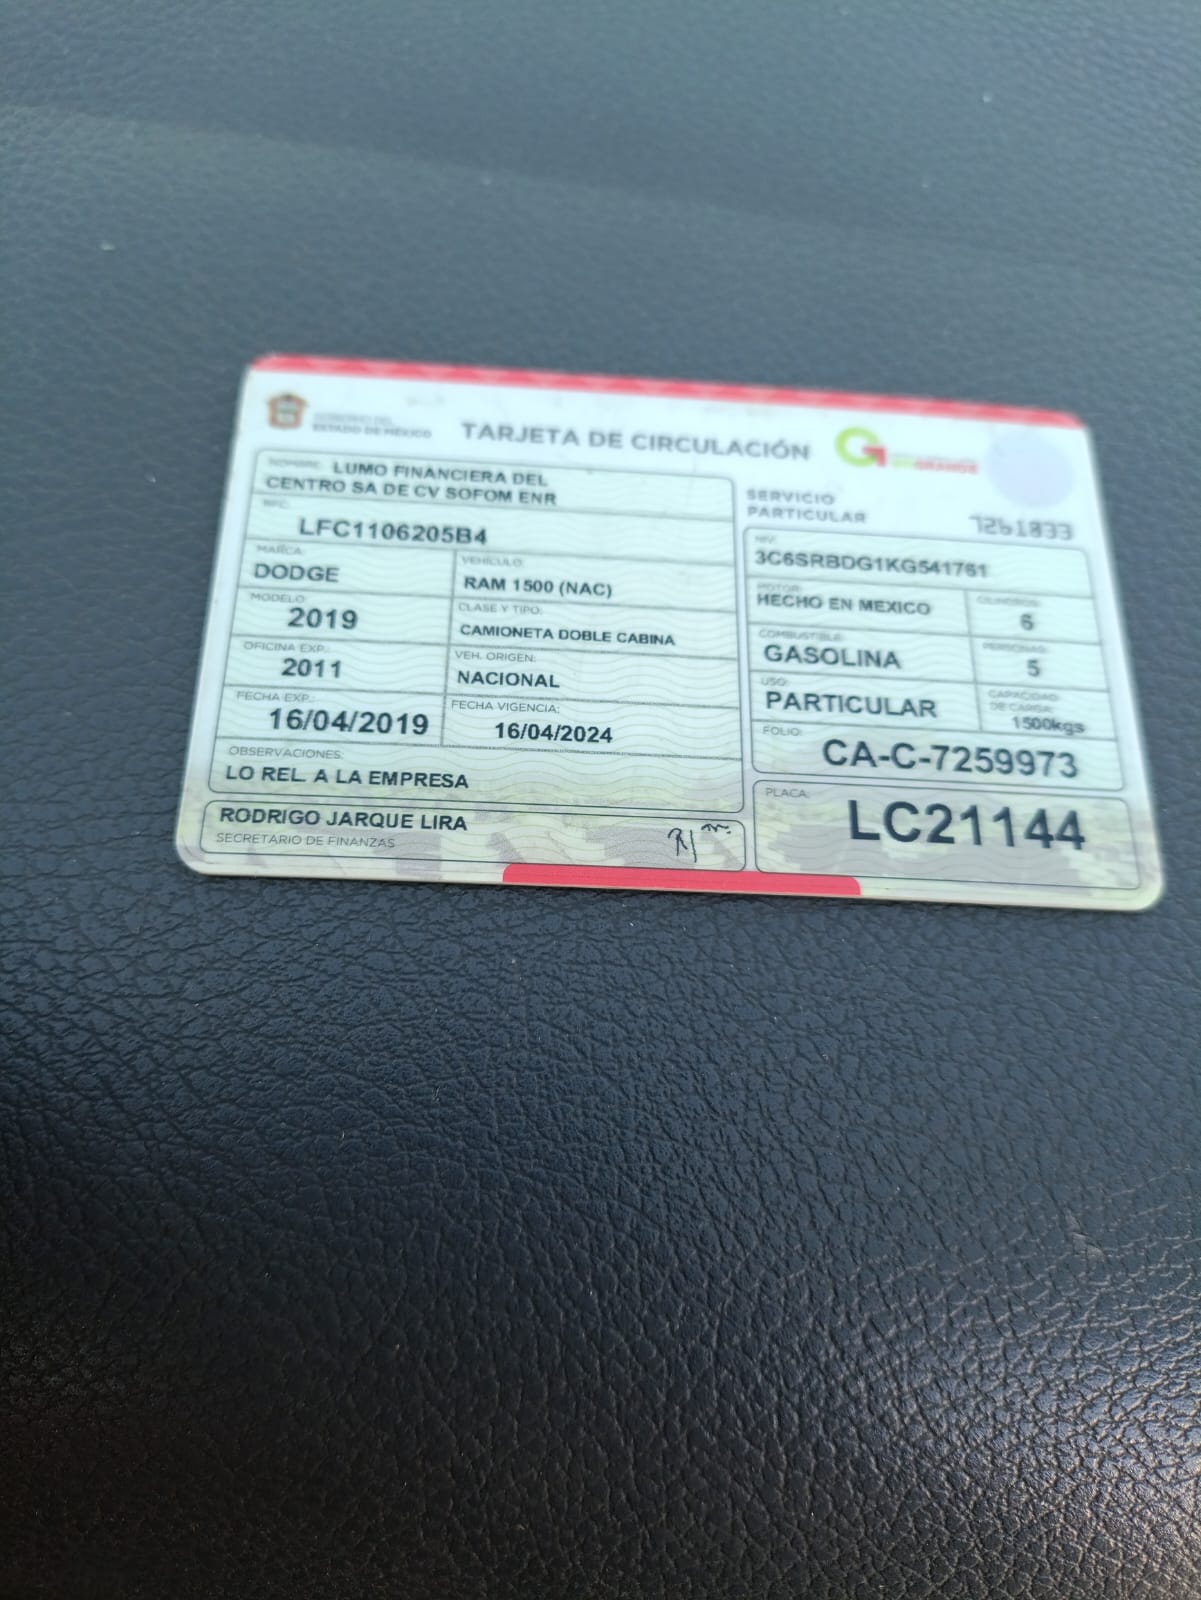 GOBIERNO DEL
ESTADO DE MÉXICO
TARJETA DE CIRCULACIÓN
GRANDE
NOMBRE: LUMO FINANCIERA DEL
CENTRO SA DE CV SOFOM ENR
RFC:
LFC1106205B4
MARCA:
DODGE
VEHÍCULO:
RAM 1500 (NAC)
MODELO:
2019
CLASE Y TIPO:
CAMIONETA DOBLE CABINA
OFICINA EXP.:
2011
VEH. ORIGEN:
NACIONAL
FECHA EXP.:
16/04/2019
FECHA VIGENCIA:
16/04/2024
OBSERVACIONES:
LO REL. A LA EMPRESA
RODRIGO JARQUE LIRA
SECRETARIO DE FINANZAS
SERVICIO
PARTICULAR
7261833
NIV:
3C6SRBDG1KG541761
MOTOR:
HECHO EN MEXICO
CILINDROS:
6
COMBUSTIBLE:
GASOLINA
PERSONAS:
5
USO:
PARTICULAR
CAPACIDAD
DE CARGA:
1500kgs
FOLIO:
CA-C-7259973
PLACA:
LC21144